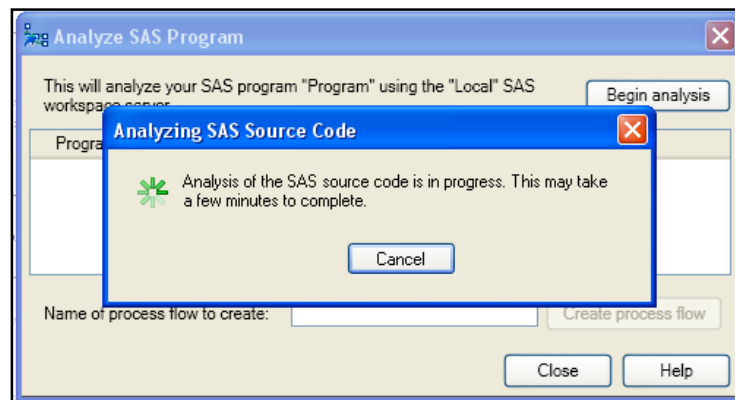 Analyze SAS Program
This will analyze your SAS program "Program" using the "Local" SAS
Begin analysis
workspace server
Analyzing SAS Source Code
Analysis of the SAS source code is in progress. This may take
a few minutes to complete.
Cancel
Name of process flow to create:
Create process flow
Close
Help